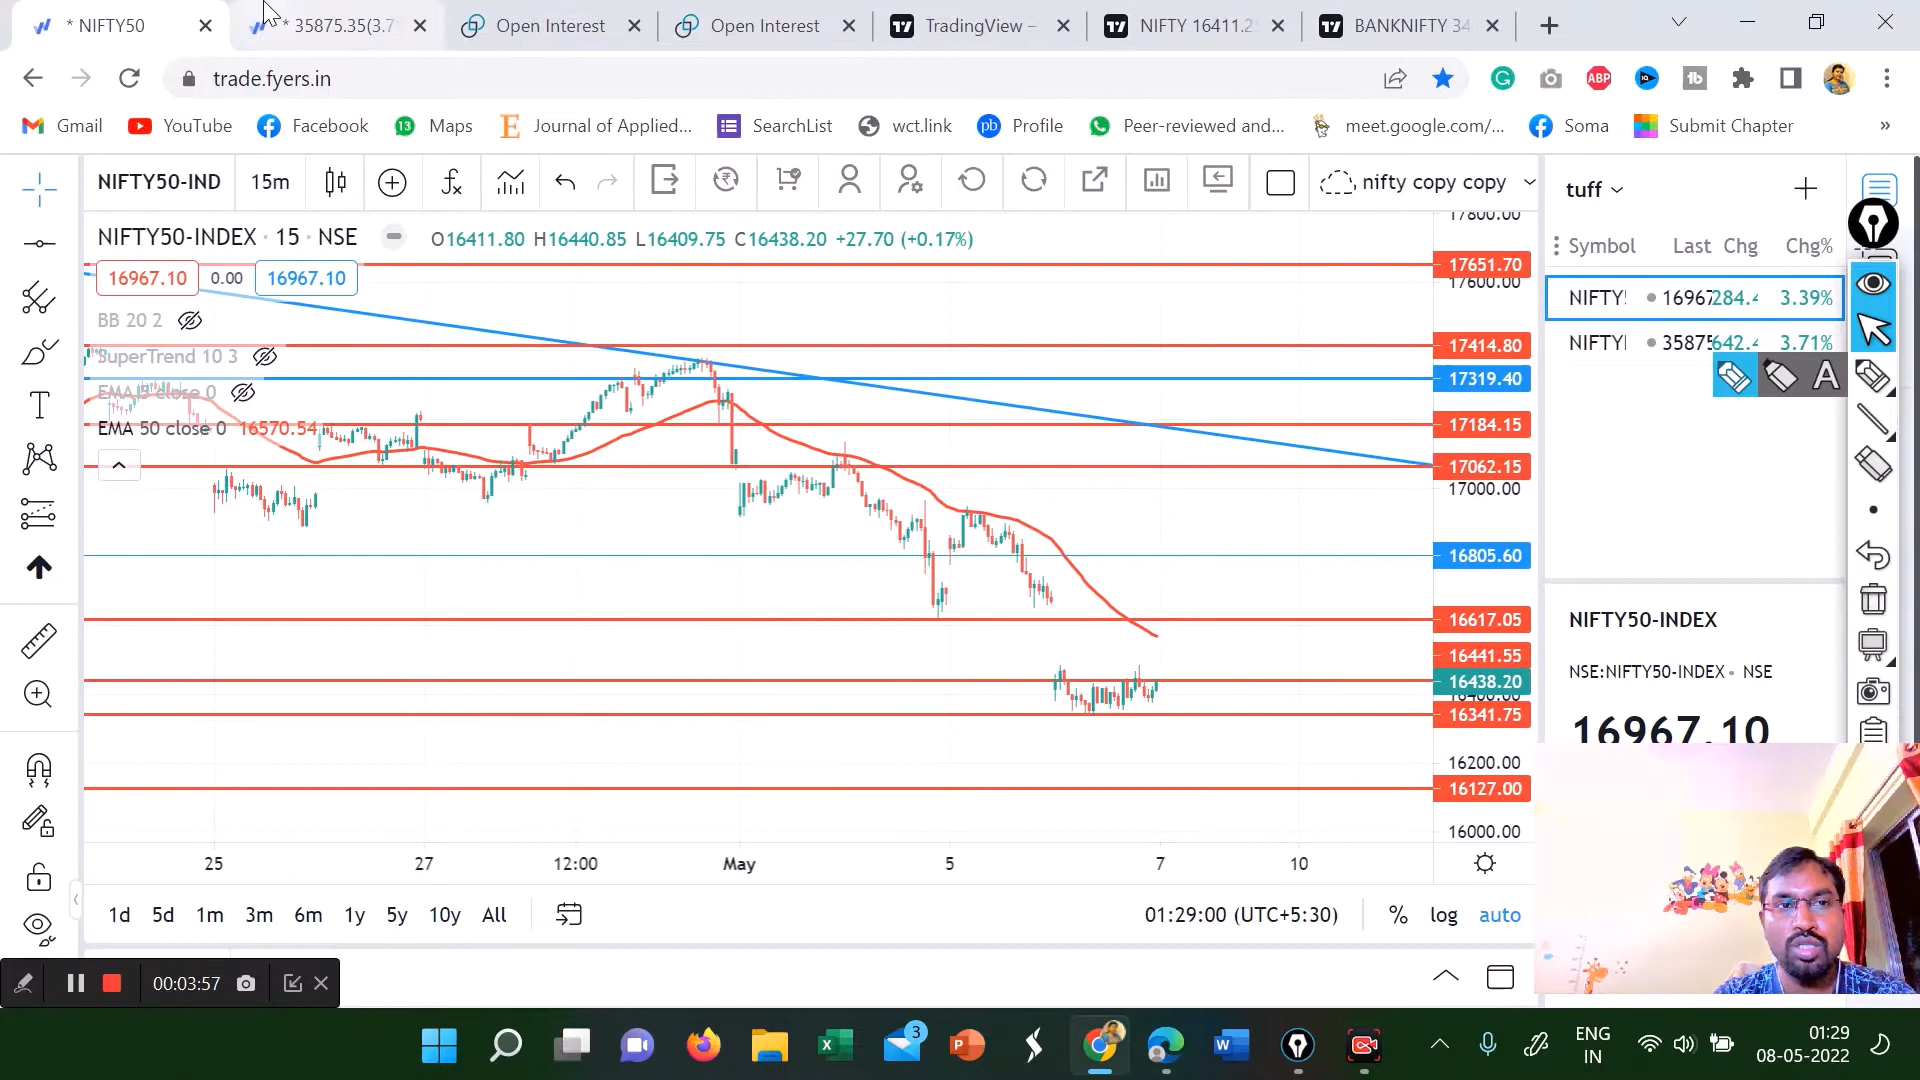 * NIFTY50
* 35875.35(3.7
Open Interest
Open Interest
TradingView –
NIFTY 16411.2
BANKNIFTY 34
trade.fyers.in
ABP
Gmail
YouTube
Facebook
13
Maps
Journal of Applied...
SearchList
wct.link
Profile
Peer-reviewed and...
meet.google.com/...
Soma
Submit Chapter
»
NIFTY50-IND
15m
nifty copy copy
tuff
NIFTY50-INDEX · 15 · NSE
O16411.80 H16440.85 L16409.75 C16438.20 +27.70 (+0.17%)
16967.10
0.00
16967.10
BB 20 2
SuperTrend 10 3
EMA 5 close 0
EMA 50 close 0 16570.54
17800.00
17651.70
17600.00
17414.80
17319.40
17184.15
17062.15
17000.00
16805.60
16617.05
16441.55
16438.20
16400.00
16341.75
16200.00
16127.00
16000.00
Symbol Last Chg Chg%
NIFTY 16967 284.4 3.39%
NIFTY 35875 642.4 3.71%
A
NIFTY50-INDEX
NSE:NIFTY50-INDEX • NSE
16967.10
25
27
12:00
May
5
7
10
1d 5d 1m 3m 6m 1y 5y 10y All
01:29:00 (UTC+5:30)
% log auto
00:03:57
3
ENG
IN
01:29
08-05-2022